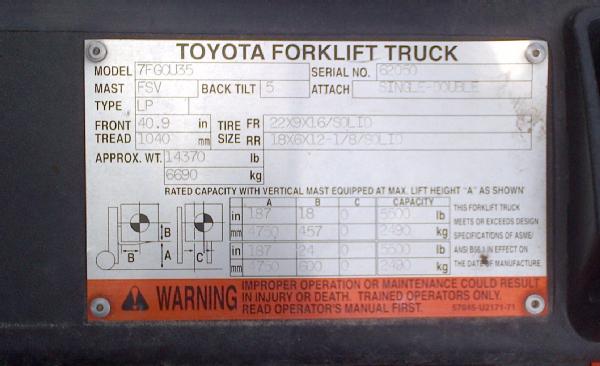 TOYOTA FORKLIFT TRUCK
MODEL 7FGCU35 SERIAL NO. 62050
MAST FSV BACK TILT 5 ATTACH SINGLE-DOUBLE
TYPE LP
FRONT 40.9 in TIRE FR 22X9X16/SOLID
TREAD 1040 mm SIZE RR 18X6X12-1/8/SOLID
APPROX. WT. 14370 lb
6690 kg
RATED CAPACITY WITH VERTICAL MAST EQUIPPED AT MAX. LIFT HEIGHT "A" AS SHOWN
A B C CAPACITY
in 187 18 0 5500 lb
mm 4750 457 0 2490 kg
in 187 24 0 5500 lb
mm 4750 600 0 2490 kg
THIS FORKLIFT TRUCK
MEETS OR EXCEEDS DESIGN
SPECIFICATIONS OF ASME/
ANSI B56.1 IN EFFECT ON
THE DATE OF MANUFACTURE.
B
B A C
WARNING
IMPROPER OPERATION OR MAINTENANCE COULD RESULT
IN INJURY OR DEATH. TRAINED OPERATORS ONLY.
READ OPERATOR'S MANUAL FIRST.
57045-U2171-71